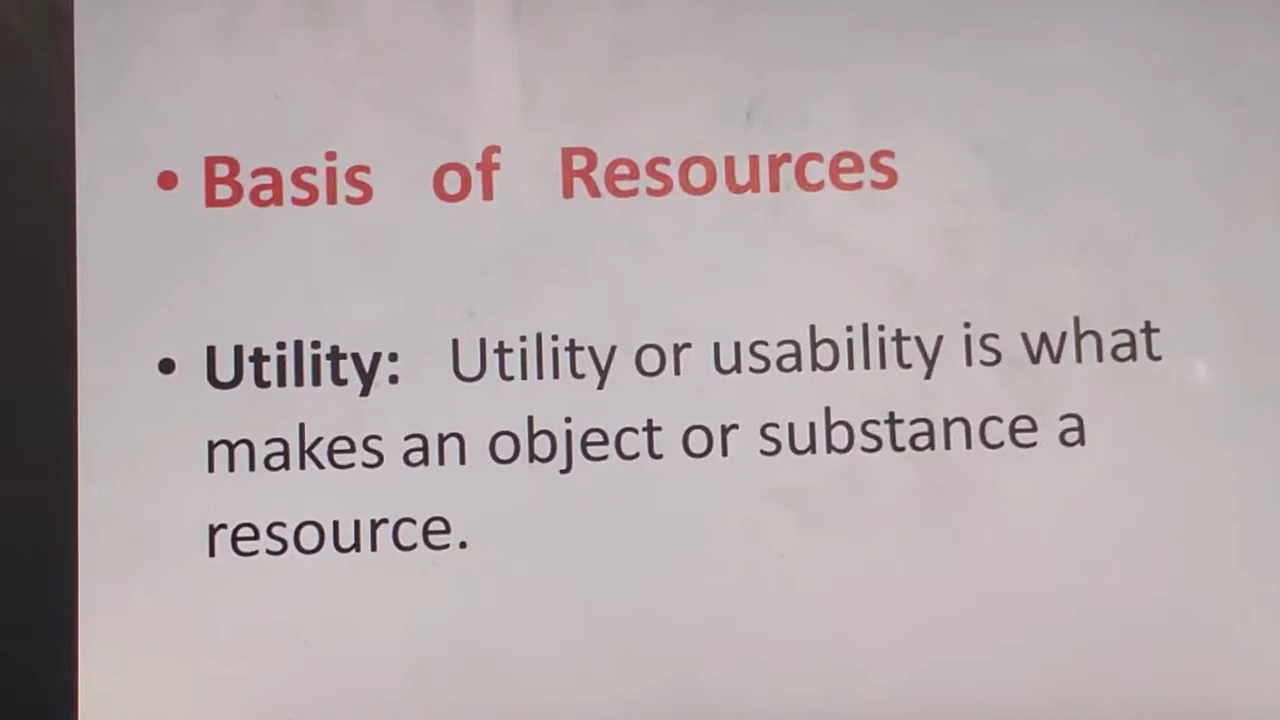 • Basis of Resources
• Utility: Utility or usability is what
makes an object or substance a
resource.